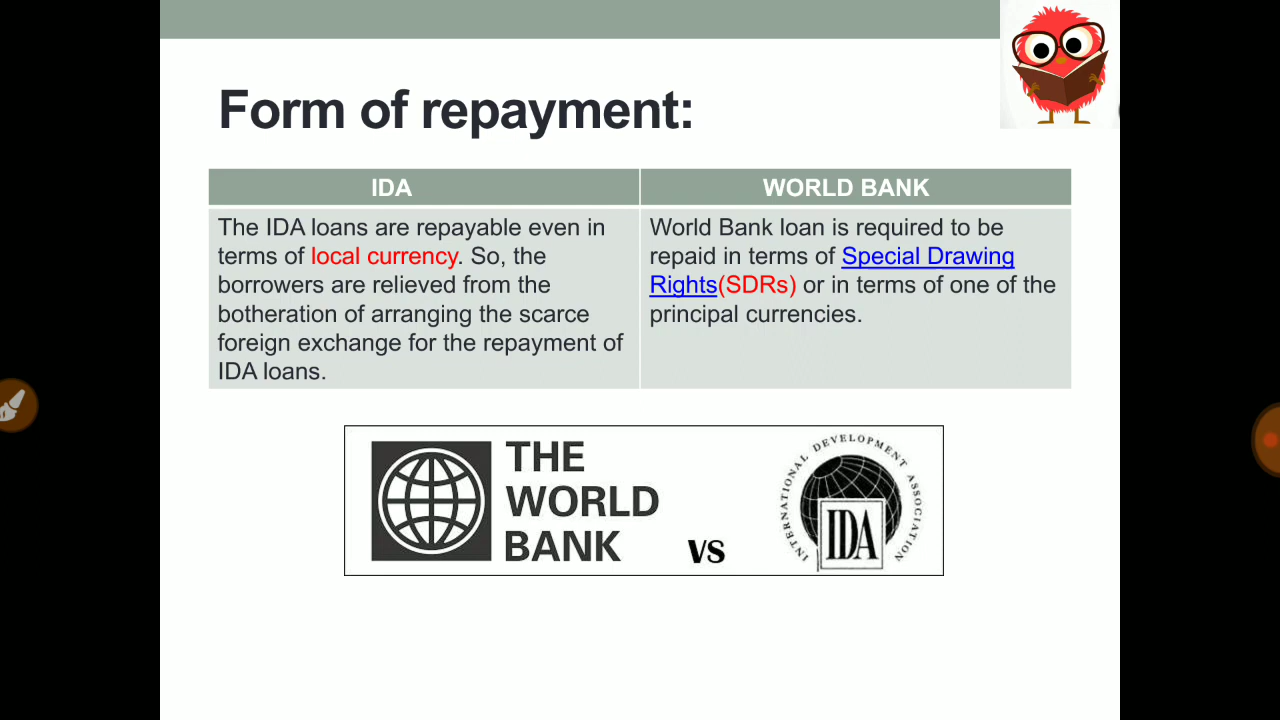 Form of repayment:
IDA
WORLD BANK
The IDA loans are repayable even in
terms of local currency. So, the
borrowers are relieved from the
botheration of arranging the scarce
foreign exchange for the repayment of
IDA loans.
World Bank loan is required to be
repaid in terms of Special Drawing
Rights(SDRs) or in terms of one of the
principal currencies.
THE
WORLD
BANK
VS
INTERNATIONAL DEVELOPMENT ASSOCIATION
IDA